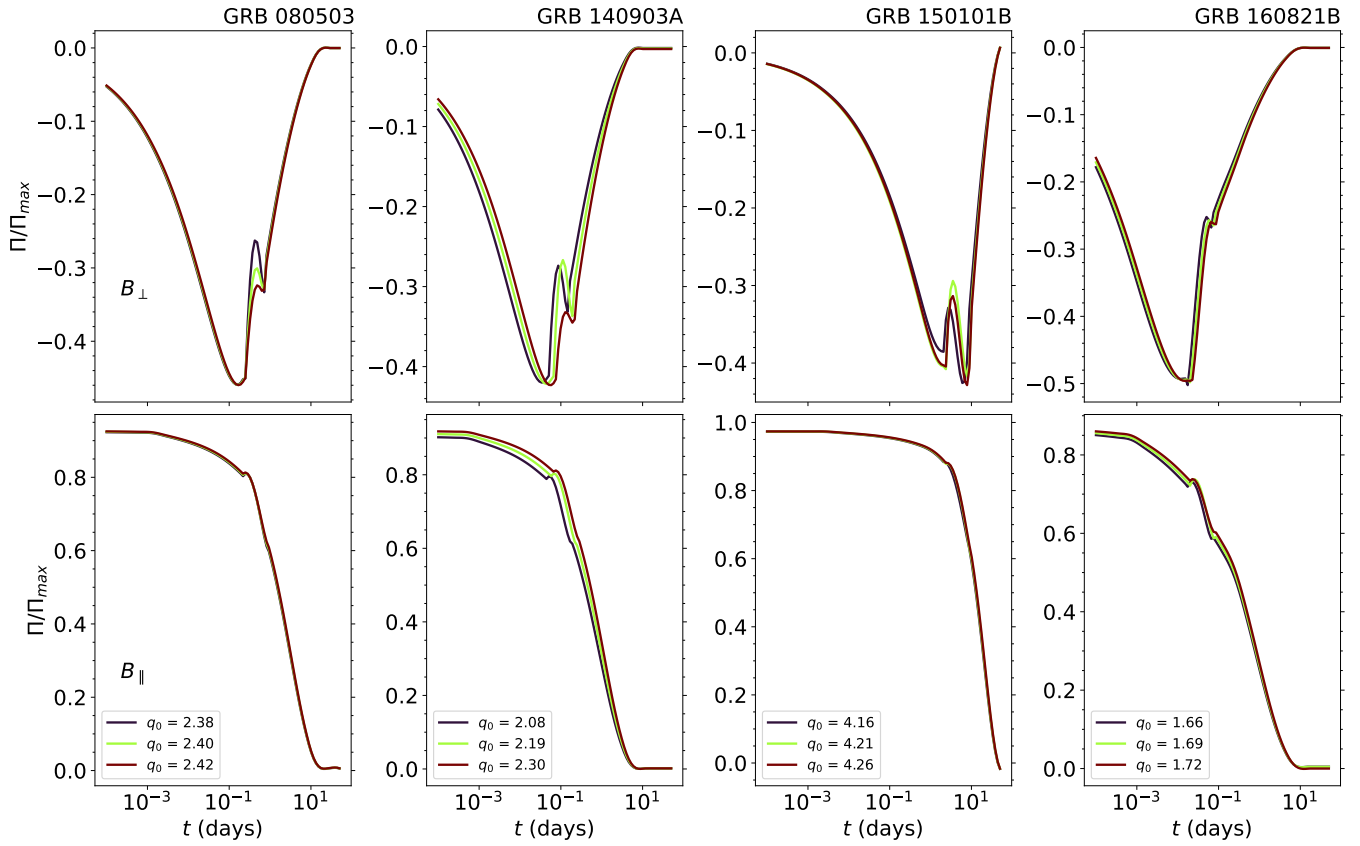 GRB 080503 GRB 140903A GRB 150101B GRB 160821B
0.0 0.0 0.0 0.0
−0.1 −0.1 −0.1 −0.1
−0.2 −0.2 −0.2 −0.2
−0.3 −0.3 −0.3 −0.3
−0.4 −0.4 −0.4 −0.4
−0.5
Π/Π_max
B_⊥
1.0
0.8 0.8 0.8 0.8
0.6 0.6 0.6 0.6
0.4 0.4 0.4 0.4
0.2 0.2 0.2 0.2
0.0 0.0 0.0 0.0
Π/Π_max
B_∥
q_0 = 2.38
q_0 = 2.40
q_0 = 2.42
q_0 = 2.08
q_0 = 2.19
q_0 = 2.30
q_0 = 4.16
q_0 = 4.21
q_0 = 4.26
q_0 = 1.66
q_0 = 1.69
q_0 = 1.72
10^−3 10^−1 10^1 10^−3 10^−1 10^1 10^−3 10^−1 10^1 10^−3 10^−1 10^1
t (days) t (days) t (days) t (days)